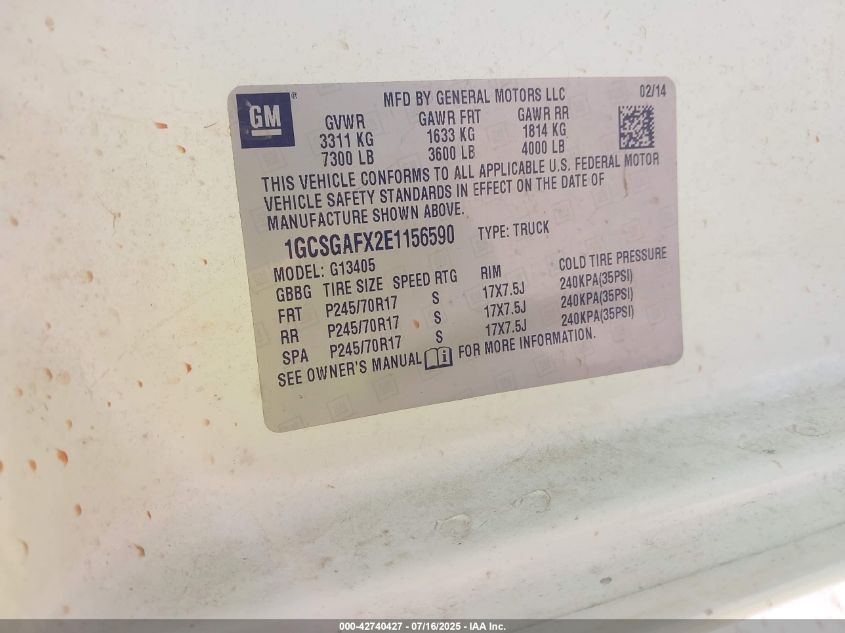 GM ®
MFD BY GENERAL MOTORS LLC 02/14
GVWR GAWR FRT GAWR RR
3311 KG 1633 KG 1814 KG
7300 LB 3600 LB 4000 LB
THIS VEHICLE CONFORMS TO ALL APPLICABLE U.S. FEDERAL MOTOR
VEHICLE SAFETY STANDARDS IN EFFECT ON THE DATE OF
MANUFACTURE SHOWN ABOVE.
1GCSGAFX2E1156590 TYPE: TRUCK
MODEL: G13405
GBBG TIRE SIZE SPEED RTG RIM COLD TIRE PRESSURE
FRT P245/70R17 S 17X7.5J 240KPA(35PSI)
RR P245/70R17 S 17X7.5J 240KPA(35PSI)
SPA P245/70R17 S 17X7.5J 240KPA(35PSI)
SEE OWNER'S MANUAL i FOR MORE INFORMATION.
000-42740427 - 07/16/2025 - IAA Inc.